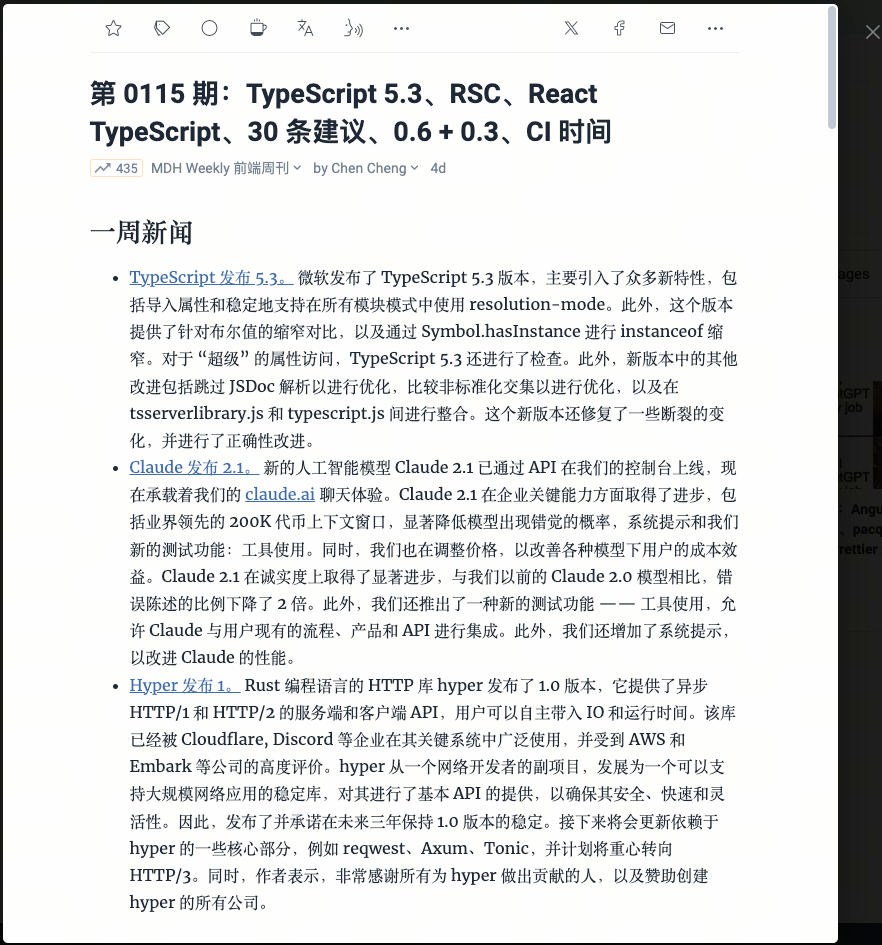 第 0115 期：TypeScript 5.3、RSC、React
TypeScript、30 条建议、0.6 + 0.3、CI 时间
435 MDH Weekly 前端周刊 by Chen Cheng 4d
一周新闻
• TypeScript 发布 5.3。 微软发布了 TypeScript 5.3 版本，主要引入了众多新特性，包
括导入属性和稳定地支持在所有模块模式中使用 resolution-mode。此外，这个版本
提供了针对布尔值的缩窄对比，以及通过 Symbol.hasInstance 进行 instanceof 缩
窄。对于 “超级” 的属性访问，TypeScript 5.3 还进行了检查。此外，新版本中的其他
改进包括跳过 JSDoc 解析以进行优化，比较非标准化交集以进行优化，以及在
tsserverlibrary.js 和 typescript.js 间进行整合。这个新版本还修复了一些断裂的变
化，并进行了正确性改进。
• Claude 发布 2.1。 新的人工智能模型 Claude 2.1 已通过 API 在我们的控制台上线，现
在承载着我们的 claude.ai 聊天体验。Claude 2.1 在企业关键能力方面取得了进步，包
括业界领先的 200K 代币上下文窗口，显著降低模型出现错觉的概率，系统提示和我们
新的测试功能：工具使用。同时，我们也在调整价格，以改善各种模型下用户的成本效
益。Claude 2.1 在诚实度上取得了显著进步，与我们以前的 Claude 2.0 模型相比，错
误陈述的比例下降了 2 倍。此外，我们还推出了一种新的测试功能 —— 工具使用，允
许 Claude 与用户现有的流程、产品和 API 进行集成。此外，我们还增加了系统提示，
以改进 Claude 的性能。
• Hyper 发布 1。 Rust 编程语言的 HTTP 库 hyper 发布了 1.0 版本，它提供了异步
HTTP/1 和 HTTP/2 的服务端和客户端 API，用户可以自主带入 IO 和运行时间。该库
已经被 Cloudflare, Discord 等企业在其关键系统中广泛使用，并受到 AWS 和
Embark 等公司的高度评价。hyper 从一个网络开发者的副项目，发展为一个可以支
持大规模网络应用的稳定库，对其进行了基本 API 的提供，以确保其安全、快速和灵
活性。因此，发布了并承诺在未来三年保持 1.0 版本的稳定。接下来将会更新依赖于
hyper 的一些核心部分，例如 reqwest、Axum、Tonic，并计划将重心转向
HTTP/3。同时，作者表示，非常感谢所有为 hyper 做出贡献的人，以及赞助创建
hyper 的所有公司。